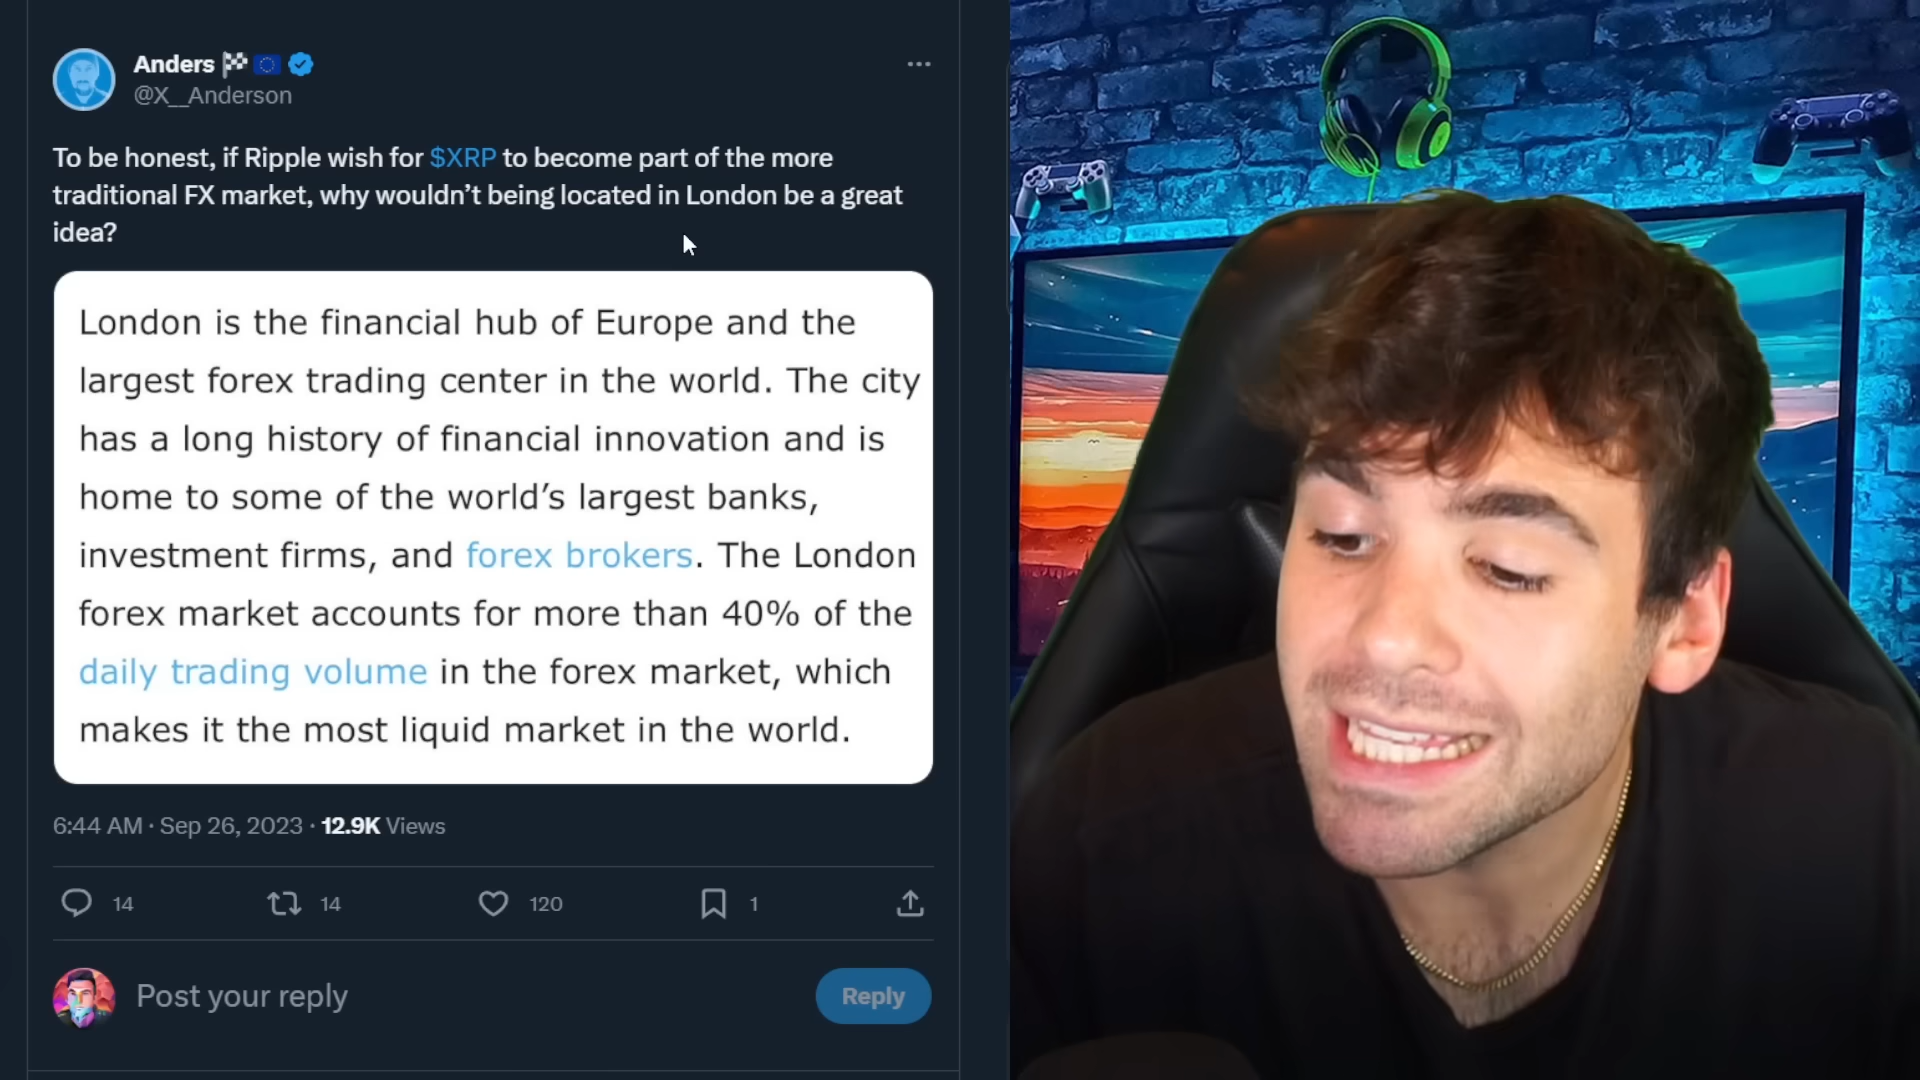 Anders
@X__Anderson
To be honest, if Ripple wish for $XRP to become part of the more
traditional FX market, why wouldn’t being located in London be a great
idea?
London is the financial hub of Europe and the
largest forex trading center in the world. The city
has a long history of financial innovation and is
home to some of the world’s largest banks,
investment firms, and forex brokers. The London
forex market accounts for more than 40% of the
daily trading volume in the forex market, which
makes it the most liquid market in the world.
6:44 AM · Sep 26, 2023 · 12.9K Views
14 14 120 1
Post your reply Reply